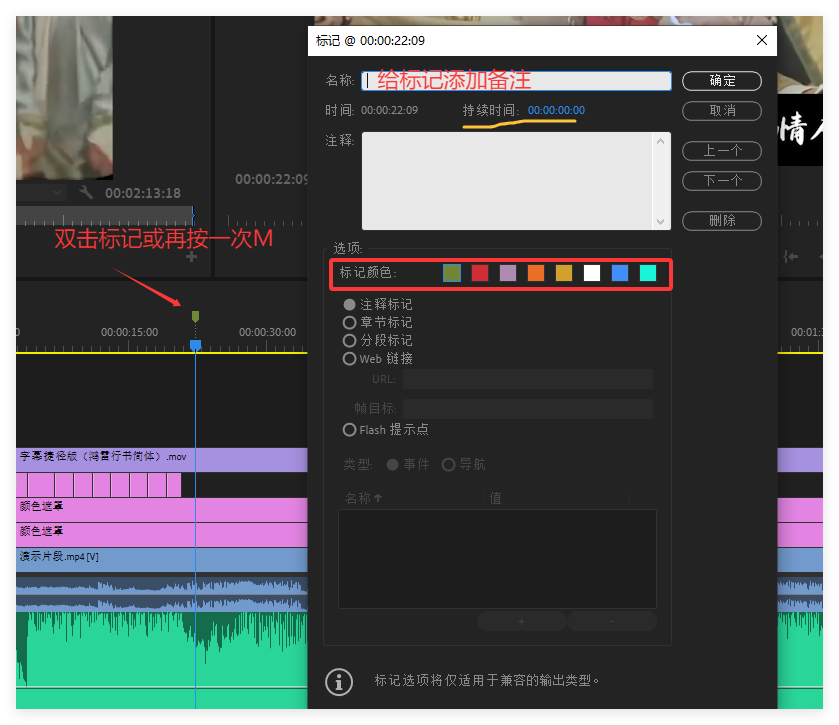 标记 @ 00:00:22:09
名称: 给标记添加备注
确定
时间: 00:00:22:09 持续时间: 00:00:00:00
取消
注释:
上一个
下一个
删除
情人
00:02:13:18
00:00:22:09
双击标记或再按一次M
选项:
标记颜色:
注释标记
章节标记
分段标记
Web 链接
URL:
帧目标:
Flash 提示点
类型: 事件 导航
名称↑ 值
+ -
标记选项将仅适用于兼容的输出类型。
00:00:15:00 00:00:30:00
字幕捷径版（鸿雷行书简体）.mov
颜色遮罩
颜色遮罩
演示片段.mp4 [V]